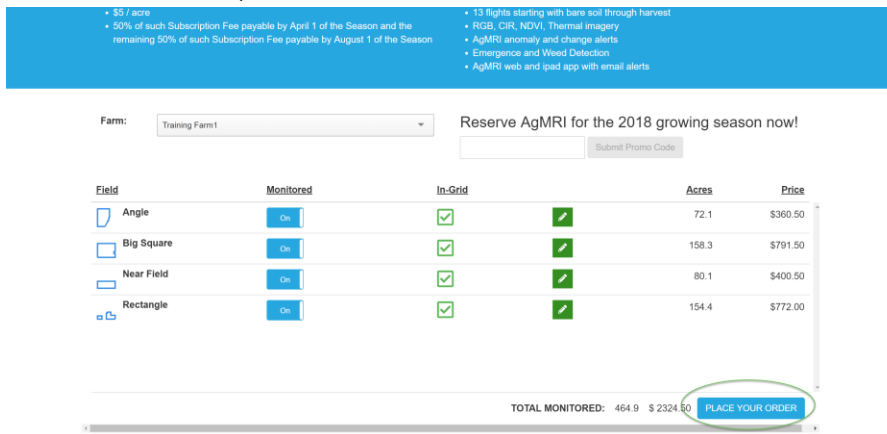 • $5 / acre
• 50% of such Subscription Fee payable by April 1 of the Season and the
remaining 50% of such Subscription Fee payable by August 1 of the Season
• 13 flights starting with bare soil through harvest
• RGB, CIR, NDVI, Thermal imagery
• AgMRI anomaly and change alerts
• Emergence and Weed Detection
• AgMRI web and ipad app with email alerts
Farm: Training Farm1
Reserve AgMRI for the 2018 growing season now!
Submit Promo Code
Field Monitored In-Grid Acres Price
Angle On 72.1 $360.50
Big Square On 158.3 $791.50
Near Field On 80.1 $400.50
Rectangle On 154.4 $772.00
TOTAL MONITORED: 464.9 $ 2324.50 PLACE YOUR ORDER